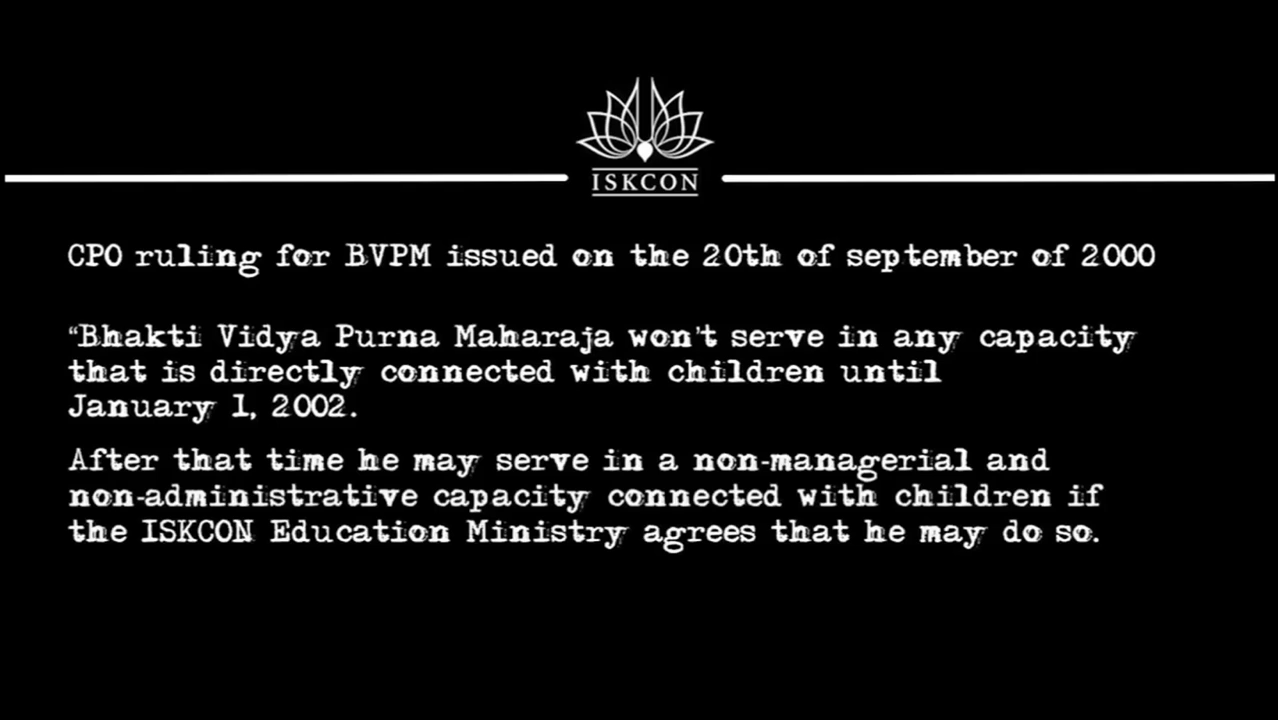 ISKCON
CPO ruling for BVPM issued on the 20th of september of 2000
“Bhakti Vidya Purna Maharaja won't serve in any capacity
that is directly connected with children until
January 1, 2002.
After that time he may serve in a non-managerial and
non-administrative capacity connected with children if
the ISKCON Education Ministry agrees that he may do so.